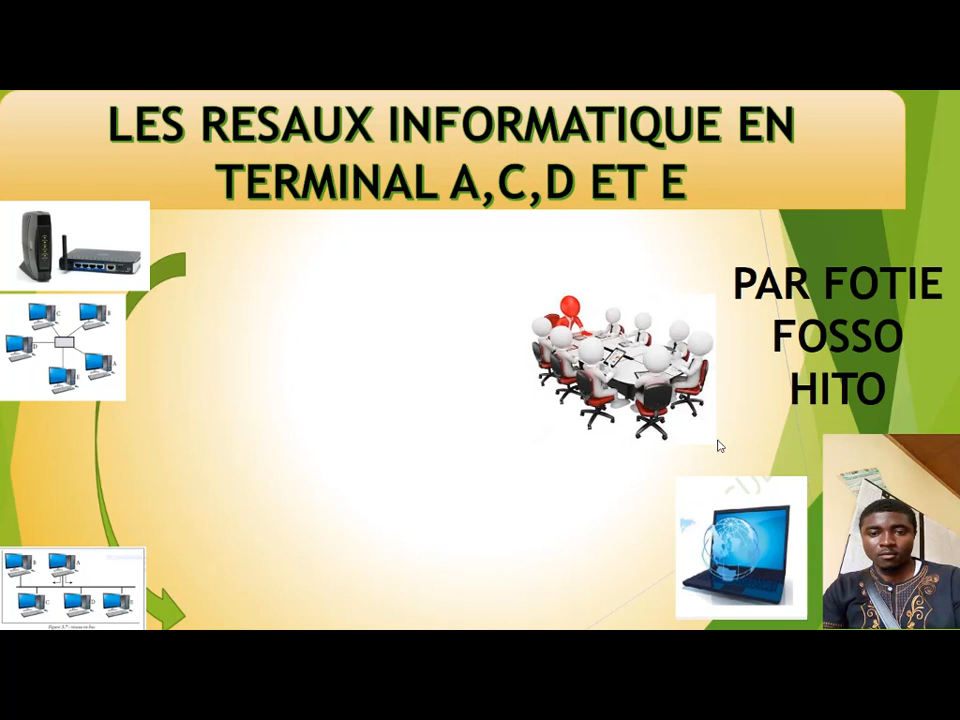 LES RESAUX INFORMATIQUE EN
TERMINAL A,C,D ET E
PAR FOTIE
FOSSO
HITO
C
B
D
A
E
B
A
C
D
E